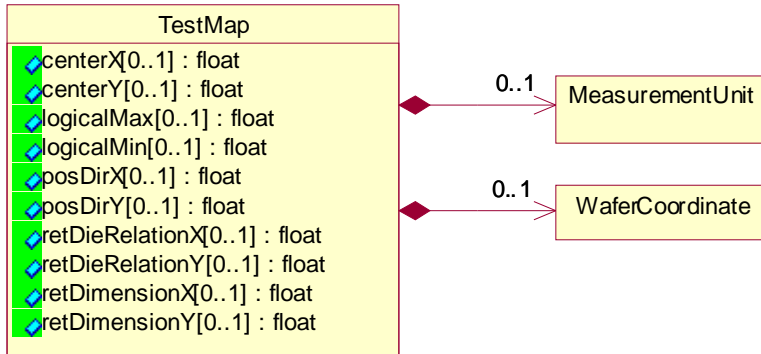 TestMap
centerX[0..1] : float
centerY[0..1] : float
logicalMax[0..1] : float
logicalMin[0..1] : float
posDirX[0..1] : float
posDirY[0..1] : float
retDieRelationX[0..1] : float
retDieRelationY[0..1] : float
retDimensionX[0..1] : float
retDimensionY[0..1] : float
0..1
MeasurementUnit
0..1
WaferCoordinate